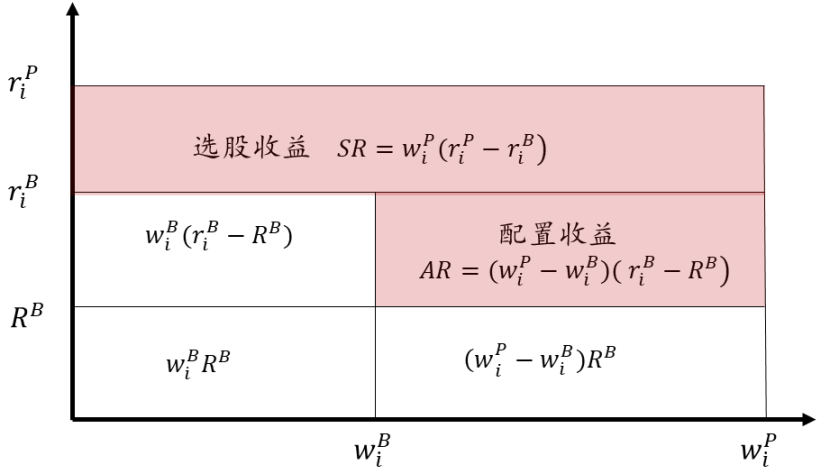 r_i^P
选股收益 SR = w_i^P(r_i^P − r_i^B)
r_i^B
w_i^B(r_i^B − R^B)
配置收益
AR = (w_i^P − w_i^B)( r_i^B − R^B)
R^B
w_i^B R^B
(w_i^P − w_i^B)R^B
w_i^B
w_i^P